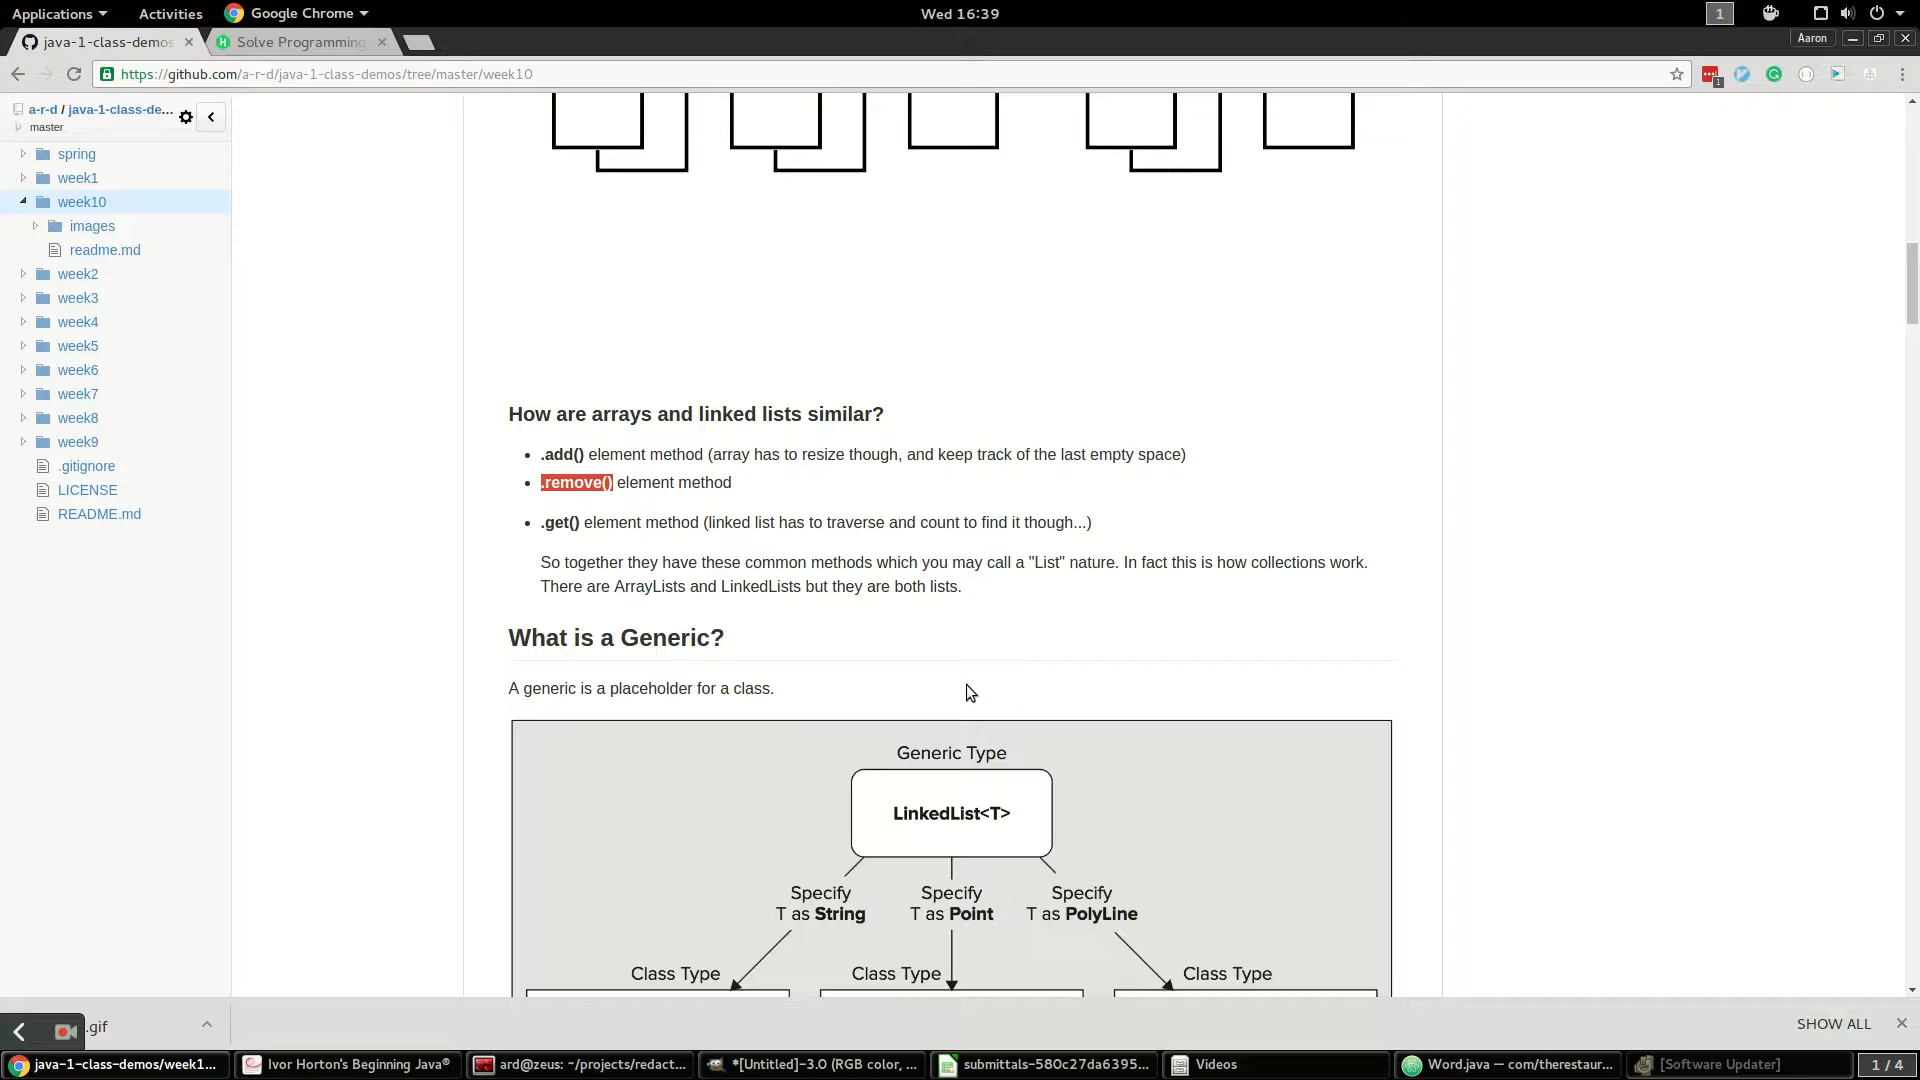 Applications
Activities
Google Chrome
Wed 16:39
1
java-1-class-demos
Solve Programming
Aaron
https://github.com/a-r-d/java-1-class-demos/tree/master/week10
1
a-r-d / java-1-class-de...
master
spring
week1
week10
images
readme.md
week2
week3
week4
week5
week6
week7
week8
week9
.gitignore
LICENSE
README.md
How are arrays and linked lists similar?
.add() element method (array has to resize though, and keep track of the last empty space)
.remove() element method
.get() element method (linked list has to traverse and count to find it though...)
So together they have these common methods which you may call a "List" nature. In fact this is how collections work.
There are ArrayLists and LinkedLists but they are both lists.
What is a Generic?
A generic is a placeholder for a class.
Generic Type
LinkedList<T>
Specify
T as String
Specify
T as Point
Specify
T as PolyLine
Class Type
Class Type
Class Type
.gif
SHOW ALL
java-1-class-demos/week1...
Ivor Horton's Beginning Java®
ard@zeus: ~/projects/redact...
*[Untitled]-3.0 (RGB color, ...
submittals-580c27da6395...
Videos
Word.java — com/therestaur...
[Software Updater]
1 / 4